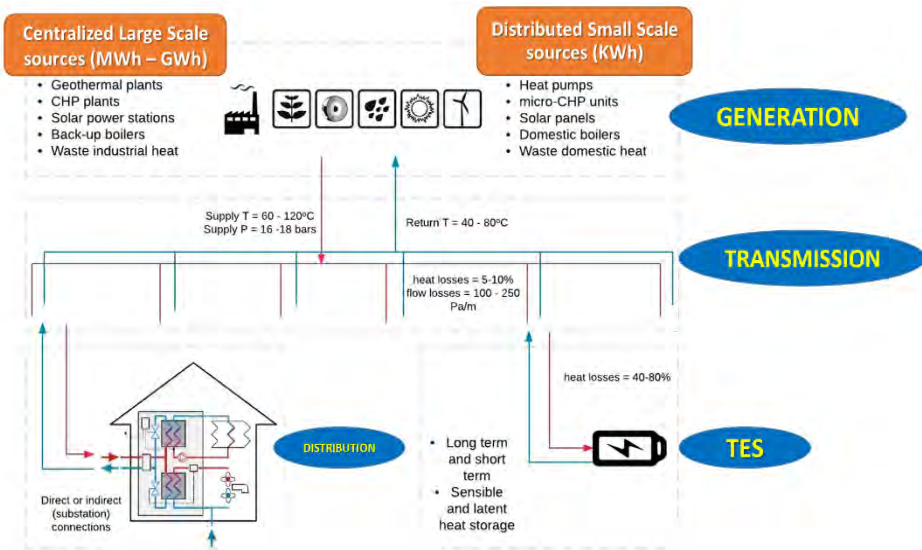 Centralized Large Scale
sources (MWh – GWh)
• Geothermal plants
• CHP plants
• Solar power stations
• Back-up boilers
• Waste industrial heat
Distributed Small Scale
sources (KWh)
• Heat pumps
• micro-CHP units
• Solar panels
• Domestic boilers
• Waste domestic heat
GENERATION
Supply T = 60 - 120ºC
Supply P = 16 -18 bars
Return T = 40 - 80ºC
TRANSMISSION
heat losses = 5-10%
flow losses = 100 - 250
Pa/m
Direct or indirect
(substation)
connections
DISTRIBUTION
• Long term
and short
term
• Sensible
and latent
heat storage
heat losses = 40-80%
TES